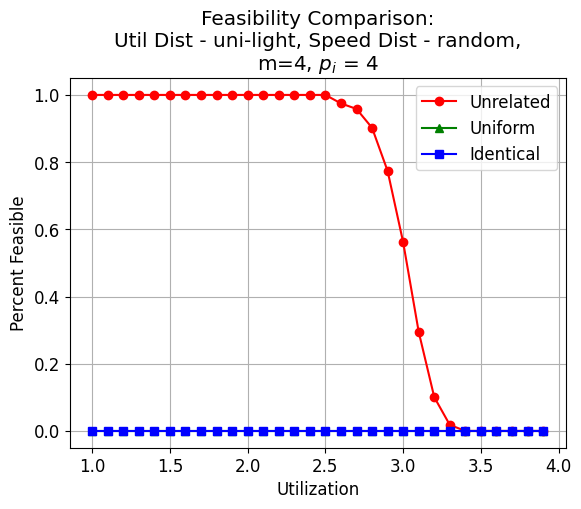 Feasibility Comparison:
Util Dist - uni-light, Speed Dist - random,
m=4, $p_i$ = 4
Unrelated
Uniform
Identical
Percent Feasible
1.0
0.8
0.6
0.4
0.2
0.0
1.0 1.5 2.0 2.5 3.0 3.5 4.0
Utilization